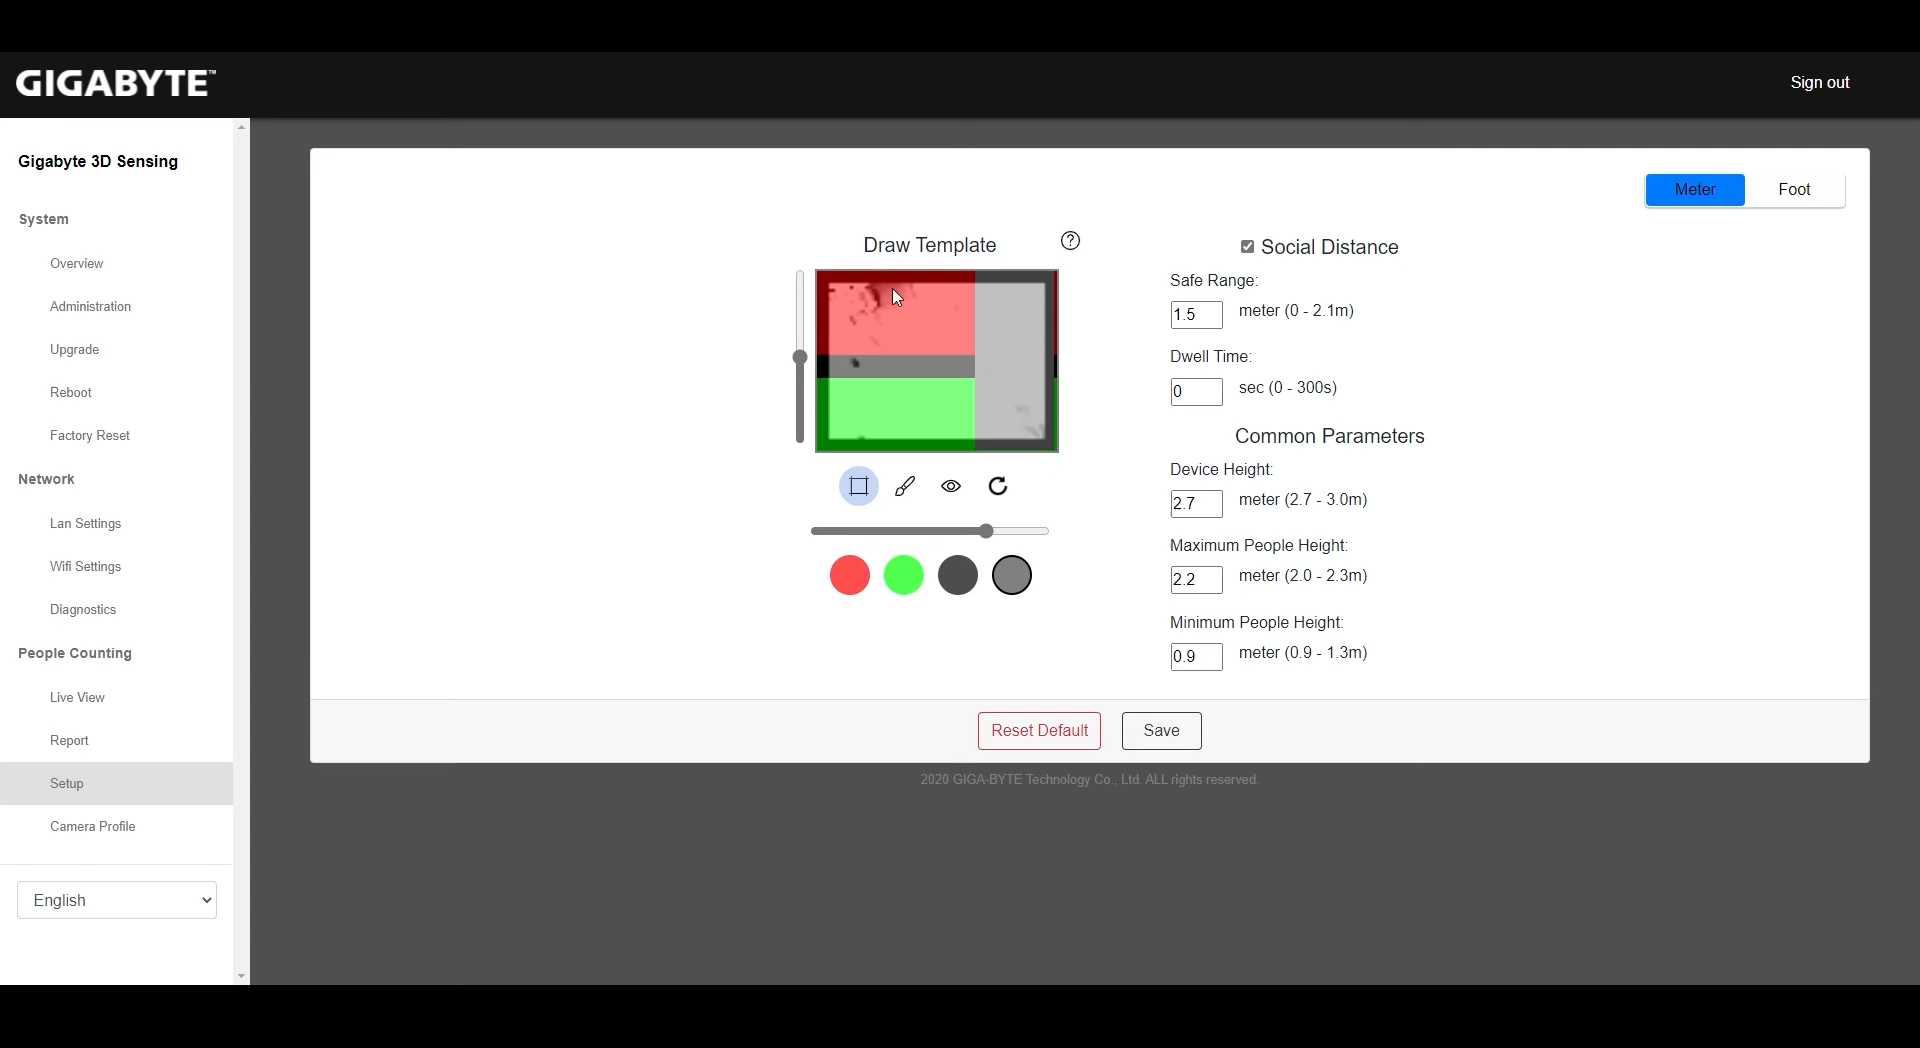 GIGABYTE™
Sign out
Gigabyte 3D Sensing
System
Overview
Administration
Upgrade
Reboot
Factory Reset
Network
Lan Settings
Wifi Settings
Diagnostics
People Counting
Live View
Report
Setup
Camera Profile
English
Meter
Foot
Draw Template
?
Social Distance
Safe Range:
1.5 meter (0 - 2.1m)
Dwell Time:
0 sec (0 - 300s)
Common Parameters
Device Height:
2.7 meter (2.7 - 3.0m)
Maximum People Height:
2.2 meter (2.0 - 2.3m)
Minimum People Height:
0.9 meter (0.9 - 1.3m)
Reset Default
Save
2020 GIGA-BYTE Technology Co., Ltd. ALL rights reserved.